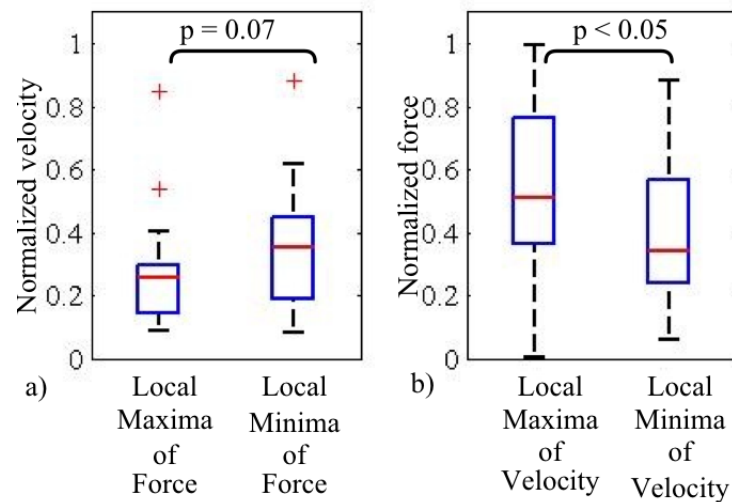 p = 0.07
1
0.8
0.6
0.4
0.2
0
Normalized velocity
a)
Local
Maxima
of
Force
Local
Minima
of
Force
p < 0.05
1
0.8
0.6
0.4
0.2
0
Normalized force
b)
Local
Maxima
of
Velocity
Local
Minima
of
Velocity